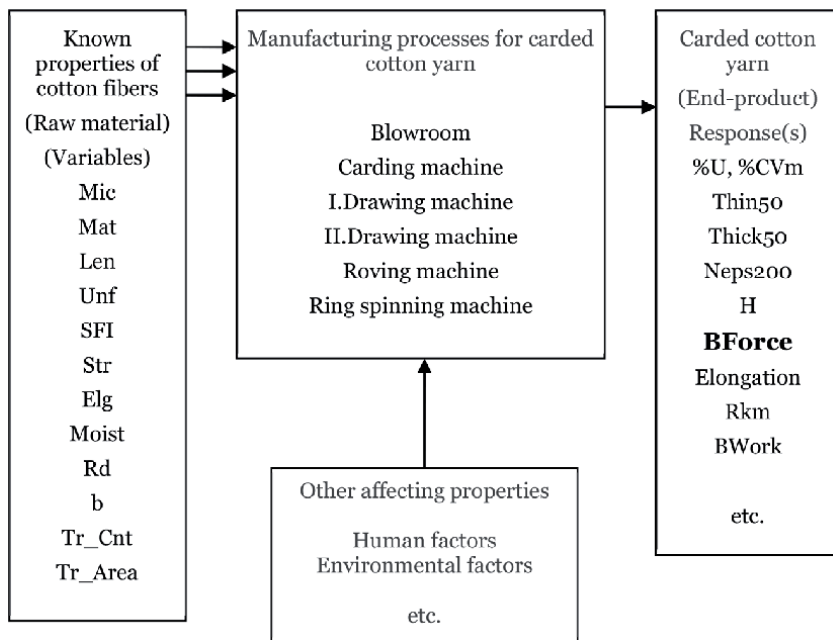 Known
properties of
cotton fibers
(Raw material)
(Variables)
Mic
Mat
Len
Unf
SFI
Str
Elg
Moist
Rd
b
Tr_Cnt
Tr_Area
Manufacturing processes for carded
cotton yarn
Blowroom
Carding machine
I.Drawing machine
II.Drawing machine
Roving machine
Ring spinning machine
Other affecting properties
Human factors
Environmental factors
etc.
Carded cotton
yarn
(End-product)
Response(s)
%U, %CVm
Thin50
Thick50
Neps200
H
BForce
Elongation
Rkm
BWork
etc.